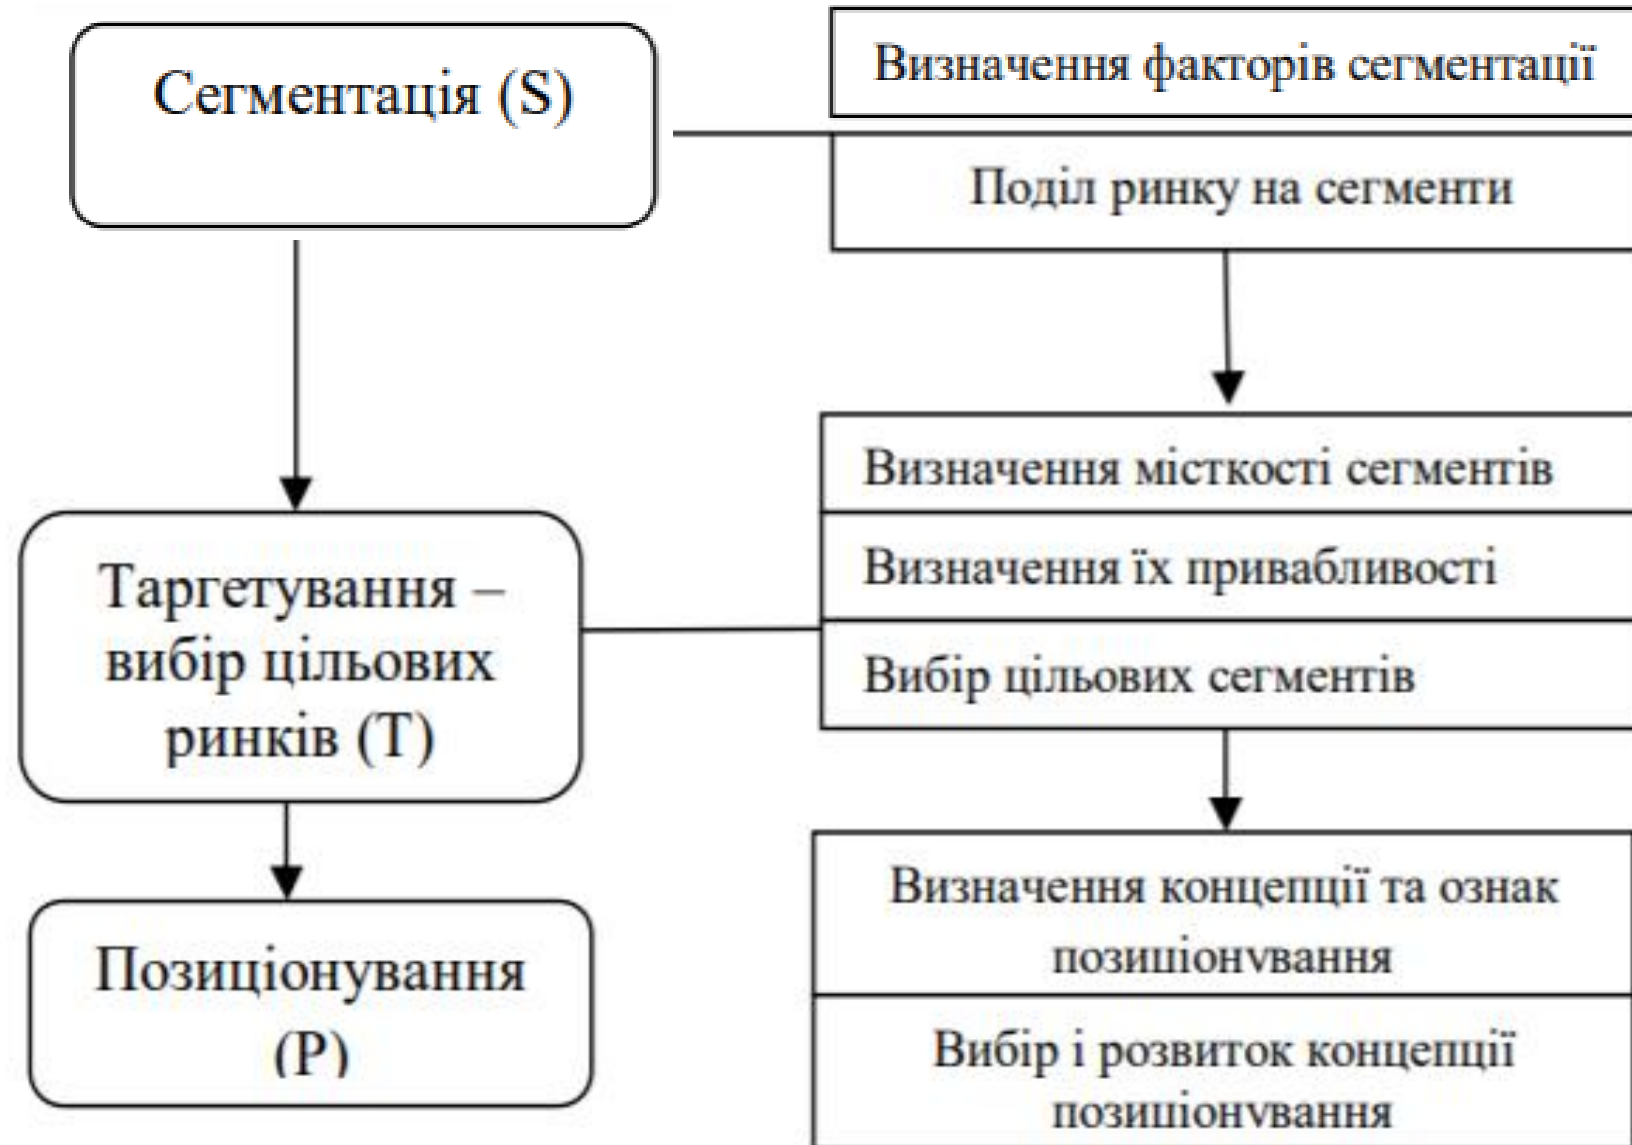 Сегментація (S)
Визначення факторів сегментації
Поділ ринку на сегменти
Визначення місткості сегментів
Визначення їх привабливості
Вибір цільових сегментів
Таргетування –
вибір цільових
ринків (Т)
Визначення концепції та ознак
позиціонування
Позиціонування
(Р)
Вибір і розвиток концепції
позиціонування